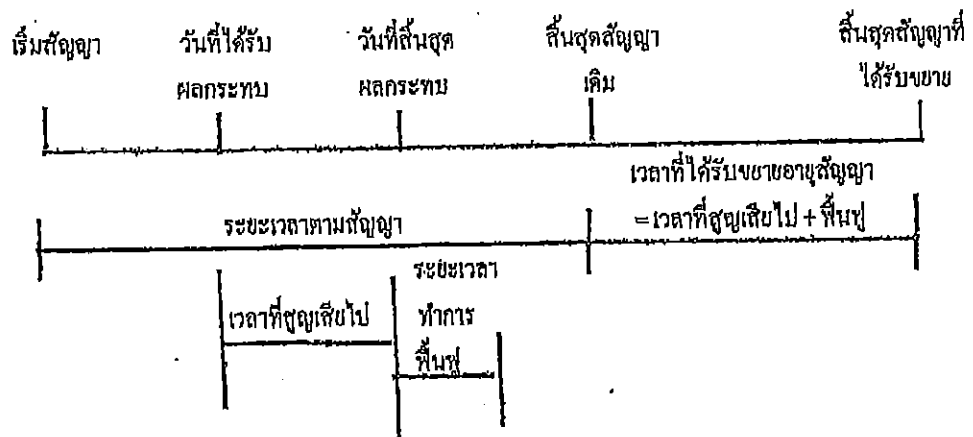 เริ่มสัญญา วันที่ได้รับ วันที่สิ้นสุด สิ้นสุดสัญญา สิ้นสุดสัญญาที่
ผลกระทบ ผลกระทบ เดิม ได้รับขยาย
เวลาที่ได้รับขยายอายุสัญญา
ระยะเวลาตามสัญญา =เวลาที่สูญเสียไป + ฟื้นฟู
ระยะเวลา
เวลาที่สูญเสียไป ทำการ
ฟื้นฟู